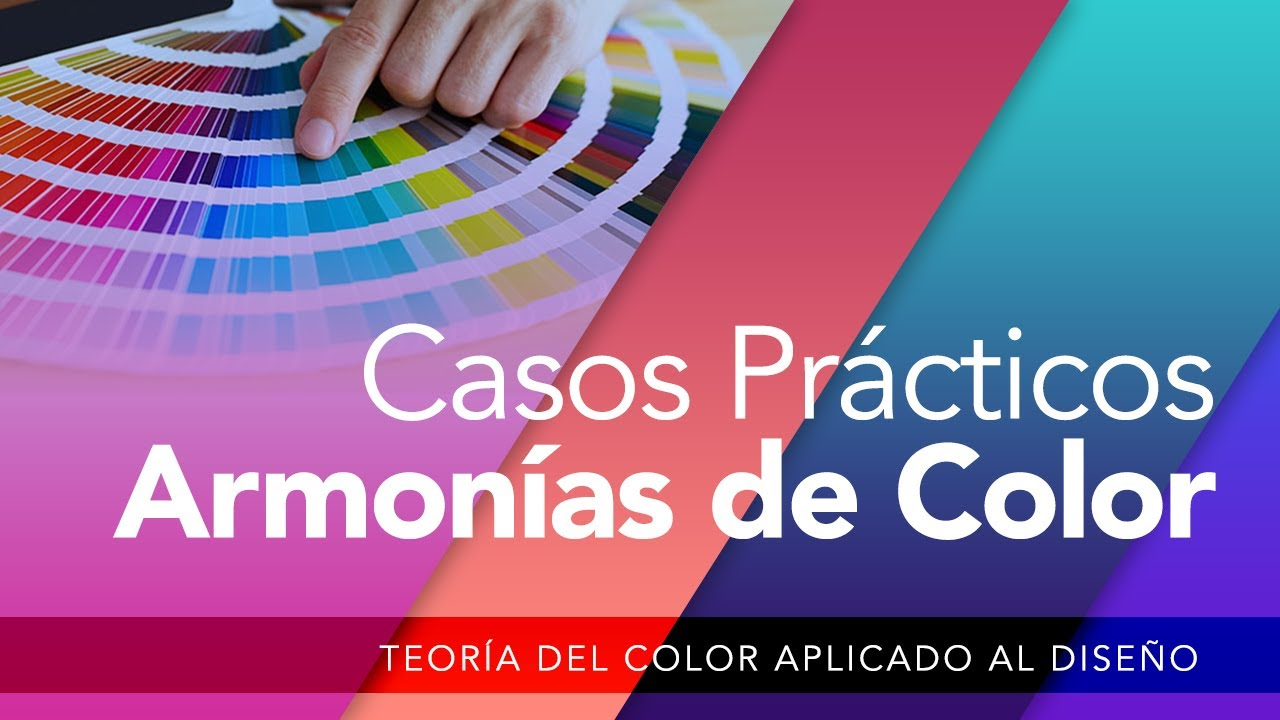 Casos Prácticos
Armonías de Color
TEORÍA DEL COLOR APLICADO AL DISEÑO